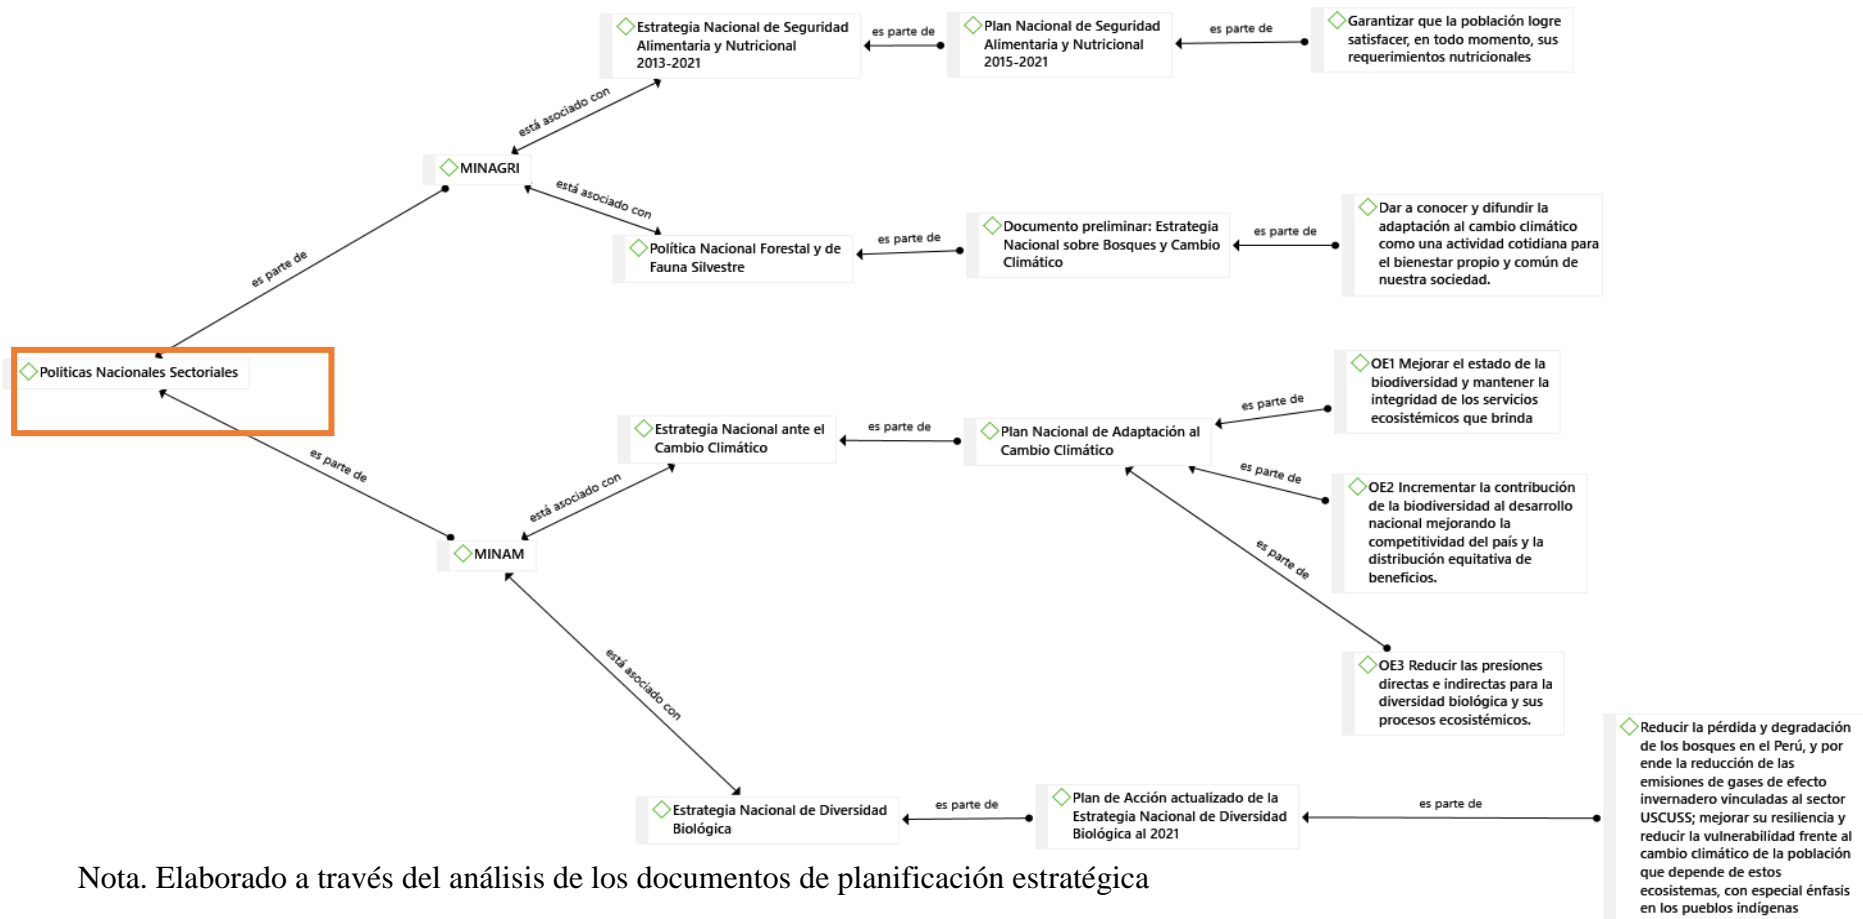 Estrategia Nacional de Seguridad
Alimentaria y Nutricional
2013-2021
es parte de
Plan Nacional de Seguridad
Alimentaria y Nutricional
2015-2021
es parte de
Garantizar que la población logre
satisfacer, en todo momento, sus
requerimientos nutricionales
está asociado con
MINAGRI
está asociado con
Política Nacional Forestal y de
Fauna Silvestre
es parte de
Documento preliminar: Estrategia
Nacional sobre Bosques y Cambio
Climático
es parte de
Dar a conocer y difundir la
adaptación al cambio climático
como una actividad cotidiana para
el bienestar propio y común de
nuestra sociedad.
es parte de
Políticas Nacionales Sectoriales
es parte de
MINAM
está asociado con
Estrategia Nacional ante el
Cambio Climático
es parte de
Plan Nacional de Adaptación al
Cambio Climático
es parte de
OE1 Mejorar el estado de la
biodiversidad y mantener la
integridad de los servicios
ecosistémicos que brinda
es parte de
OE2 Incrementar la contribución
de la biodiversidad al desarrollo
nacional mejorando la
competitividad del país y la
distribución equitativa de
beneficios.
es parte de
OE3 Reducir las presiones
directas e indirectas para la
diversidad biológica y sus
procesos ecosistémicos.
está asociado con
Estrategia Nacional de Diversidad
Biológica
es parte de
Plan de Acción actualizado de la
Estrategia Nacional de Diversidad
Biológica al 2021
es parte de
Reducir la pérdida y degradación
de los bosques en el Perú, y por
ende la reducción de las
emisiones de gases de efecto
invernadero vinculadas al sector
USCUSS; mejorar su resiliencia y
reducir la vulnerabilidad frente al
cambio climático de la población
que depende de estos
ecosistemas, con especial énfasis
en los pueblos indígenas
Nota. Elaborado a través del análisis de los documentos de planificación estratégica